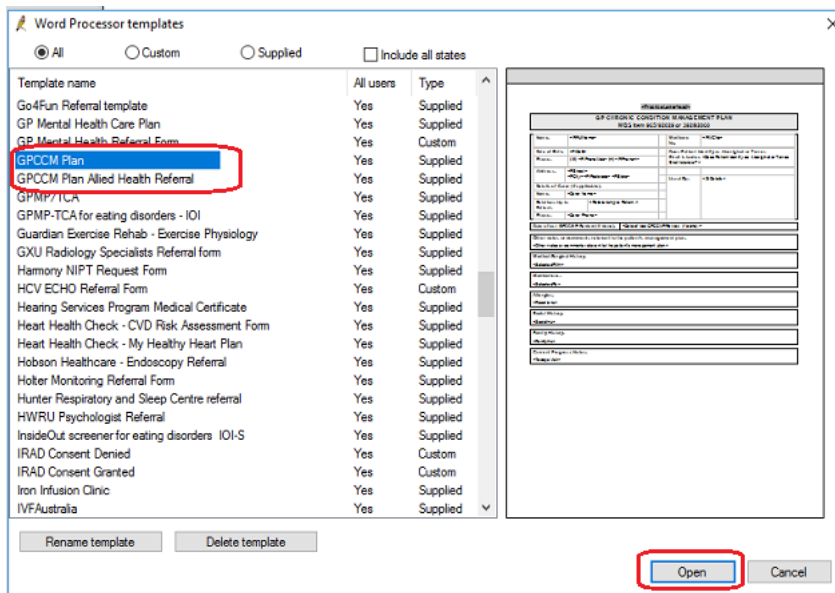 Word Processor templates
All Custom Supplied Include all states
Template name All users Type
Go4Fun Referral template Yes Supplied
GP Mental Health Care Plan Yes Supplied
GP Mental Health Referral Form Yes Custom
GPCCM Plan Yes Supplied
GPCCM Plan Allied Health Referral Yes Supplied
GPMP/TCA Yes Supplied
GPMP-TCA for eating disorders - IOI Yes Supplied
Guardian Exercise Rehab - Exercise Physiology Yes Supplied
GXU Radiology Specialists Referral form Yes Supplied
Harmony NIPT Request Form Yes Supplied
HCV ECHO Referral Form Yes Custom
Hearing Services Program Medical Certificate Yes Supplied
Heart Health Check - CVD Risk Assessment Form Yes Supplied
Heart Health Check - My Healthy Heart Plan Yes Supplied
Hobson Healthcare - Endoscopy Referral Yes Supplied
Holter Monitoring Referral Form Yes Supplied
Hunter Respiratory and Sleep Centre referral Yes Supplied
HWRU Psychologist Referral Yes Supplied
InsideOut screener for eating disorders IOI-S Yes Supplied
IRAD Consent Denied Yes Custom
IRAD Consent Granted Yes Custom
Iron Infusion Clinic Yes Supplied
IVFAustralia Yes Supplied
GP CHRONIC CONDITION MANAGEMENT PLAN
Rename template Delete template
Open Cancel